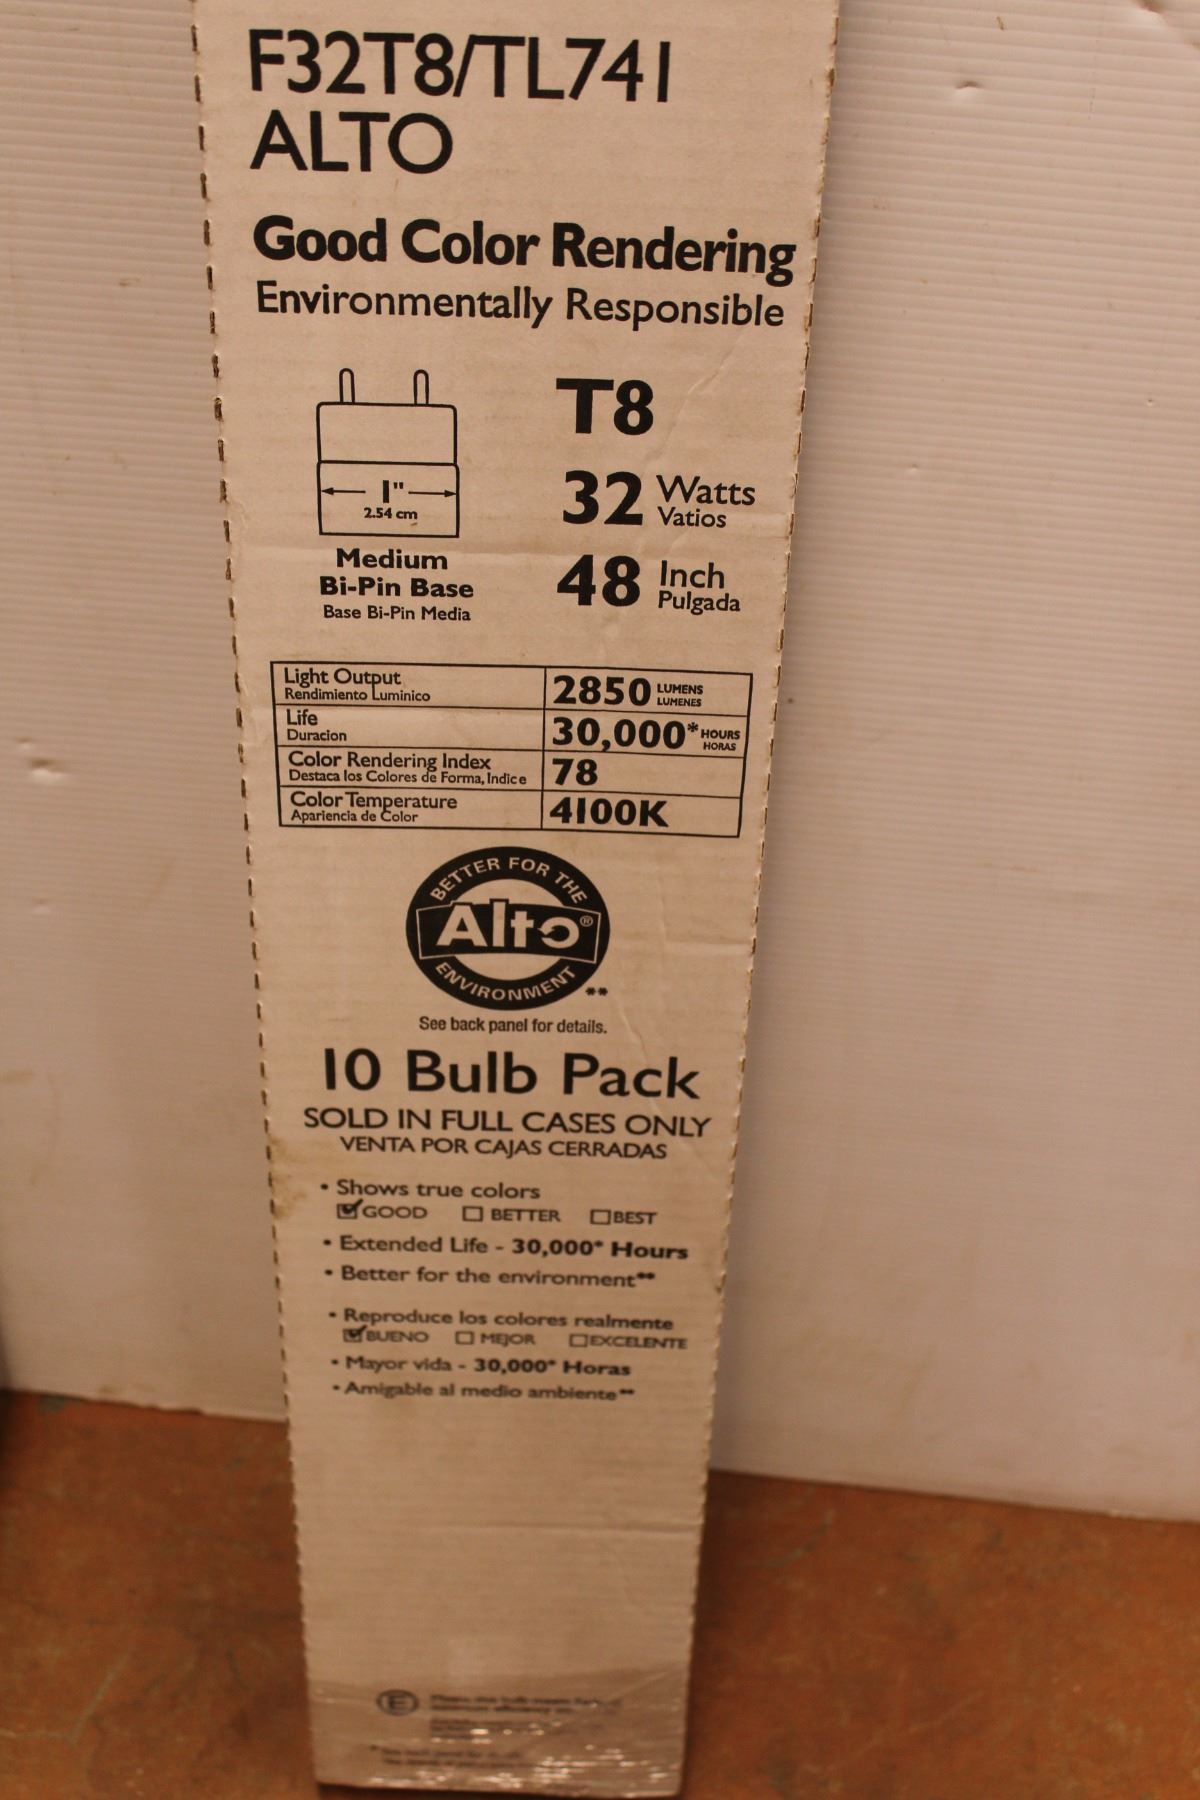 F32T8/TL741
ALTO
Good Color Rendering
Environmentally Responsible
1"
2.54 cm
Medium
Bi-Pin Base
Base Bi-Pin Media
T8
32 Watts
Vatios
48 Inch
Pulgada
Light Output
Rendimiento Luminico
2850 LUMENS
LUMENES
Life
Duracion
30,000* HOURS
HORAS
Color Rendering Index
Destaca los Colores de Forma, Indice
78
Color Temperature
Apariencia de Color
4100K
BETTER FOR THE
Alto®
ENVIRONMENT
**
See back panel for details.
10 Bulb Pack
SOLD IN FULL CASES ONLY
VENTA POR CAJAS CERRADAS
• Shows true colors
☑ GOOD ☐ BETTER ☐ BEST
• Extended Life - 30,000* Hours
• Better for the environment**
• Reproduce los colores realmente
☑ BUENO ☐ MEJOR ☐ EXCELENTE
• Mayor vida - 30,000* Horas
• Amigable al medio ambiente**
E